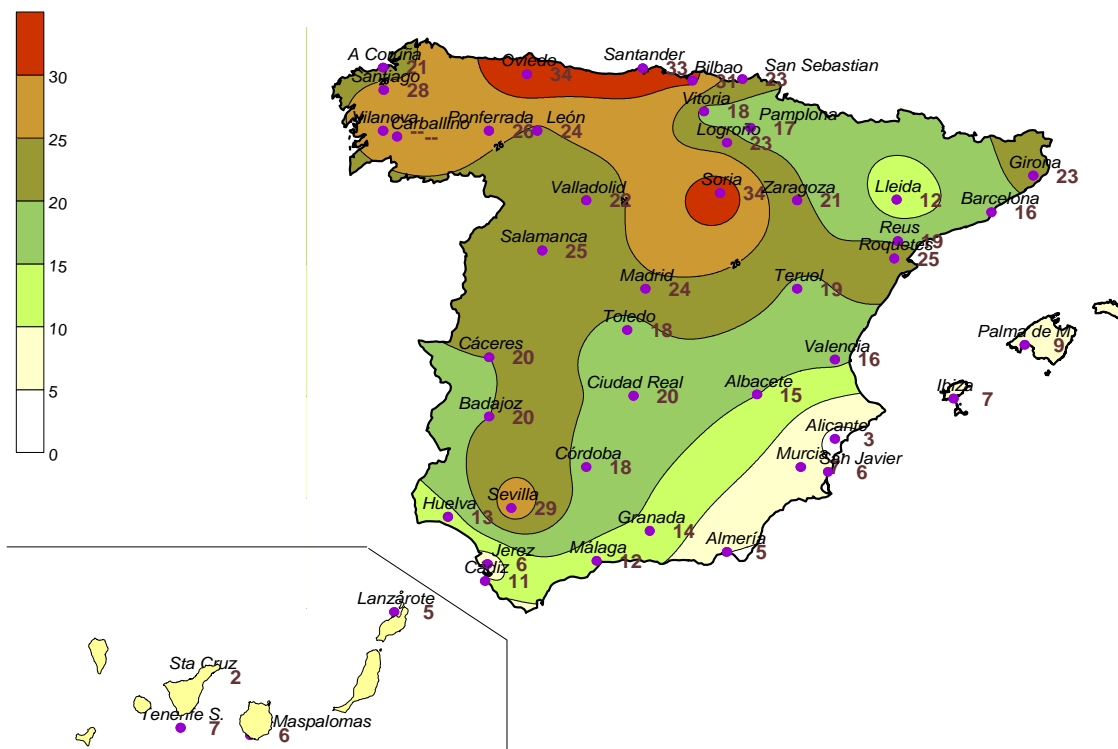 30
25
20
15
10
5
0
A Coruña
21
Santiago
28
Oviedo
34
Santander
33
Bilbao
31
San Sebastian
23
Vilanova
--
Carballino
--
Ponferrada
26
León
24
Vitoria
18
Pamplona
17
Logrono
23
Girona
23
Valladolid
22
Soria
34
Zaragoza
21
Lleida
12
Barcelona
16
Reus
19
Roquetes
25
Salamanca
25
Madrid
24
Teruel
19
Toledo
18
Cáceres
20
Valencia
16
Palma de M.
9
Ibiza
7
Ciudad Real
20
Albacete
15
Badajoz
20
Alicante
3
Murcia
San Javier
6
Córdoba
18
Sevilla
29
Huelva
13
Granada
14
Almería
5
Jerez
6
Cádiz
11
Málaga
12
Lanzarote
5
Sta Cruz
2
Tenerife S.
7
Maspalomas
6